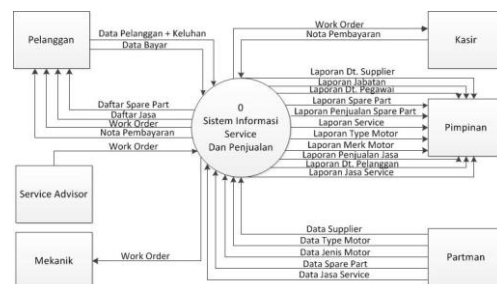 Pelanggan
Data Pelanggan + Keluhan
Data Bayar
Work Order
Nota Pembayaran
Kasir
Daftar Spare Part
Daftar Jasa
Work Order
Nota Pembayaran
0
Sistem Informasi
Service
Dan Penjualan
Laporan Dt. Supplier
Laporan Jabatan
Laporan Dt. Pegawai
Laporan Spare Part
Laporan Penjualan Spare Part
Laporan Service
Laporan Type Motor
Laporan Merk Motor
Laporan Penjualan Jasa
Laporan Dt. Pelanggan
Laporan Jasa Service
Pimpinan
Work Order
Service Advisor
Mekanik
Work Order
Data Supplier
Data Type Motor
Data Jenis Motor
Data Spare Part
Data Jasa Service
Partman